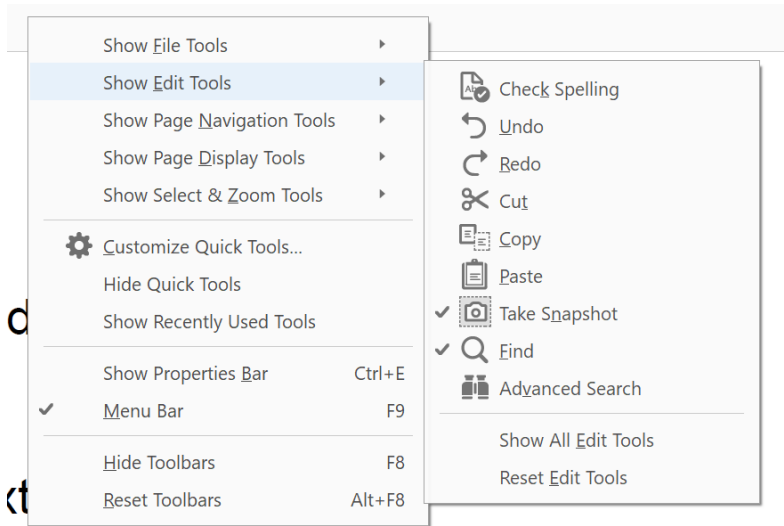 Show File Tools
Show Edit Tools
Show Page Navigation Tools
Show Page Display Tools
Show Select & Zoom Tools
Customize Quick Tools...
Hide Quick Tools
Show Recently Used Tools
Show Properties Bar Ctrl+E
Menu Bar F9
Hide Toolbars F8
Reset Toolbars Alt+F8
Check Spelling
Undo
Redo
Cut
Copy
Paste
Take Snapshot
Find
Advanced Search
Show All Edit Tools
Reset Edit Tools